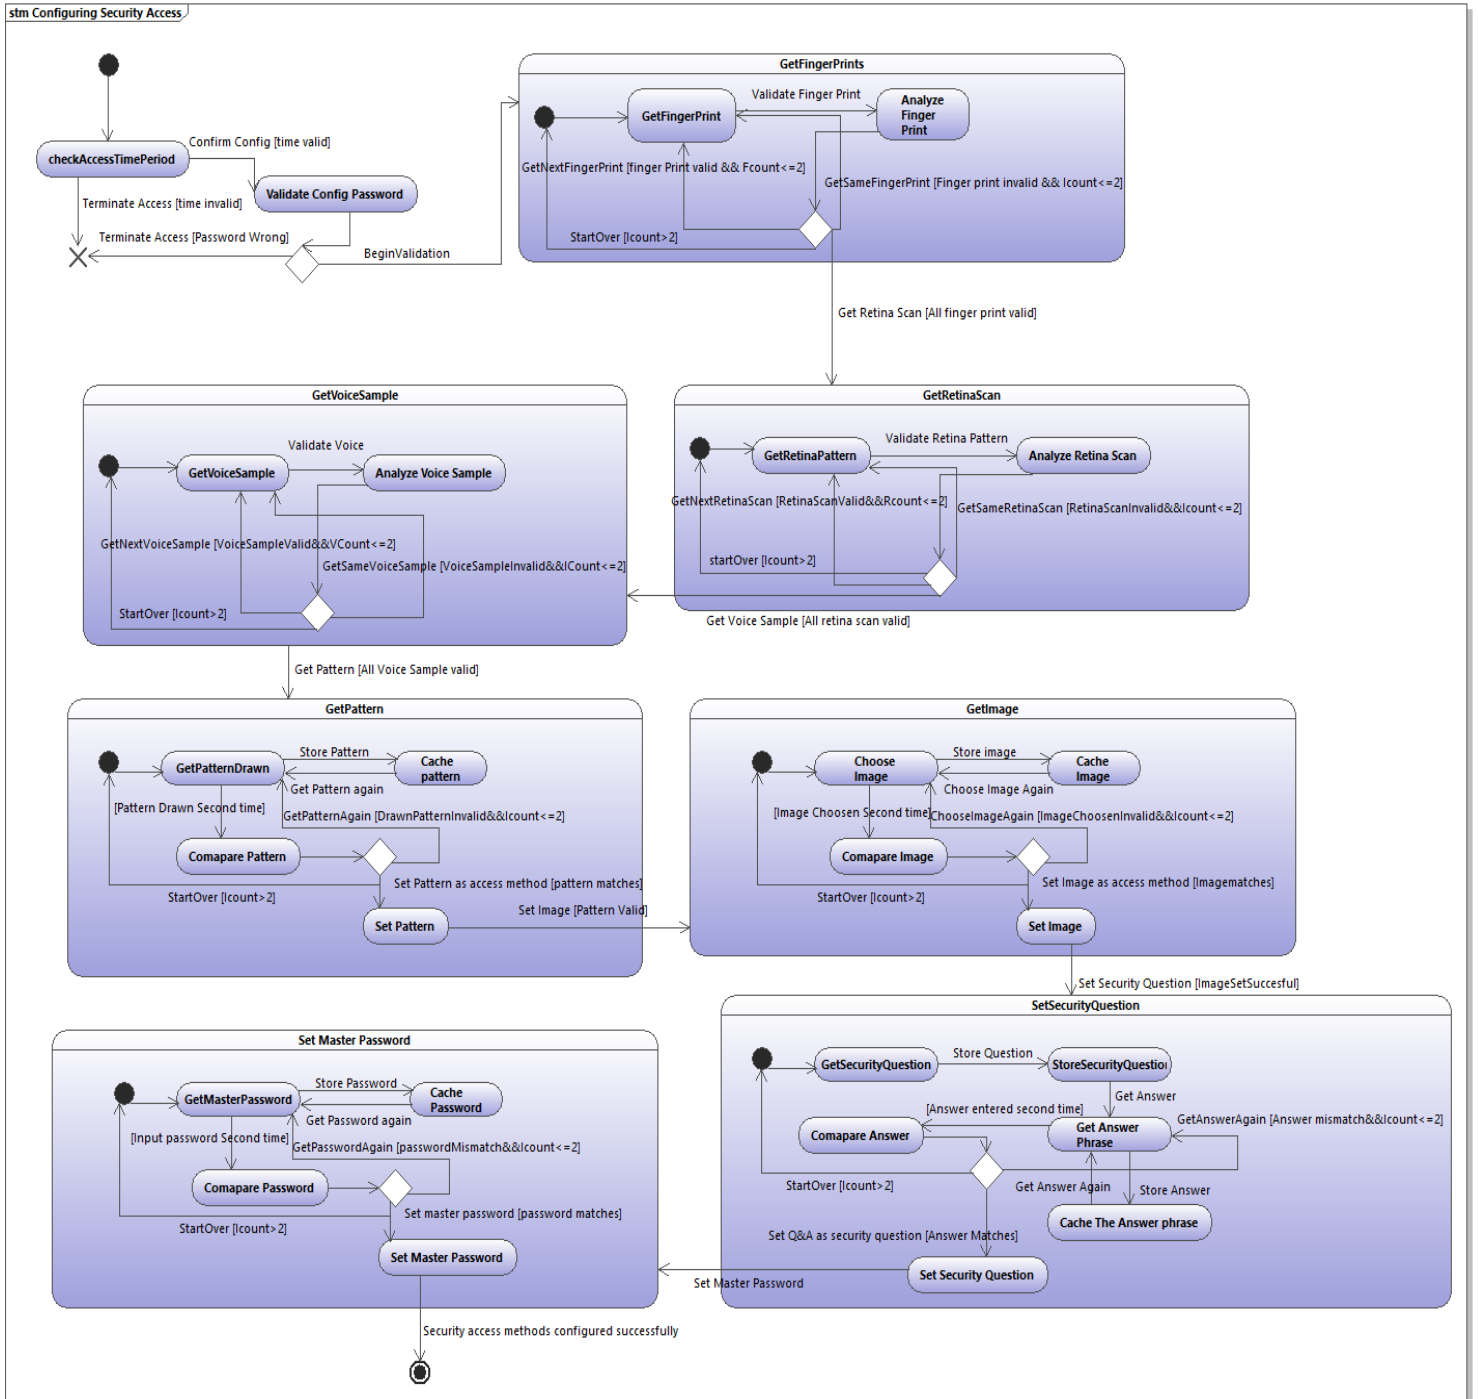 stm Configuring Security Access
GetFingerPrints
Validate Finger Print
GetFingerPrint
Analyze
Finger
Print
Confirm Config [time valid]
checkAccessTimePeriod
GetNextFingerPrint [finger Print valid && Fcount<=2]
GetSameFingerPrint [Finger print invalid && Icount<=2]
Validate Config Password
Terminate Access [time invalid]
Terminate Access [Password Wrong]
StartOver [Icount>2]
BeginValidation
Get Retina Scan [All finger print valid]
GetVoiceSample
Validate Voice
GetVoiceSample
Analyze Voice Sample
GetNextVoiceSample [VoiceSampleValid&&VCount<=2]
GetSameVoiceSample [VoiceSampleInvalid&&ICount<=2]
StartOver [Icount>2]
GetRetinaScan
Validate Retina Pattern
GetRetinaPattern
Analyze Retina Scan
GetNextRetinaScan [RetinaScanValid&&Rcount<=2]
GetSameRetinaScan [RetinaScanInvalid&&Icount<=2]
startOver [Icount>2]
Get Voice Sample [All retina scan valid]
Get Pattern [All Voice Sample valid]
GetPattern
Store Pattern
GetPatternDrawn
Cache
pattern
Get Pattern again
[Pattern Drawn Second time]
GetPatternAgain [DrawnPatternInvalid&&Icount<=2]
Comapare Pattern
Set Pattern as access method [pattern matches]
StartOver [Icount>2]
Set Image [Pattern Valid]
Set Pattern
GetImage
Store image
Choose
Image
Cache
Image
Choose Image Again
[Image Choosen Second time]
ChooseImageAgain [ImageChoosenInvalid&&Icount<=2]
Comapare Image
Set Image as access method [Imagematches]
StartOver [Icount>2]
Set Image
Set Security Question [ImageSetSuccesful]
SetSecurityQuestion
Store Question
GetSecurityQuestion
StoreSecurityQuestion
Get Answer
[Answer entered second time]
GetAnswerAgain [Answer mismatch&&Icount<=2]
Comapare Answer
Get Answer
Phrase
StartOver [Icount>2]
Get Answer Again
Store Answer
Cache The Answer phrase
Set Q&A as security question [Answer Matches]
Set Security Question
Set Master Password
Set Master Password
Store Password
GetMasterPassword
Cache
Password
Get Password again
[Input password Second time]
GetPasswordAgain [passwordMismatch&&Icount<=2]
Comapare Password
Set master password [password matches]
StartOver [Icount>2]
Set Master Password
Security access methods configured successfully